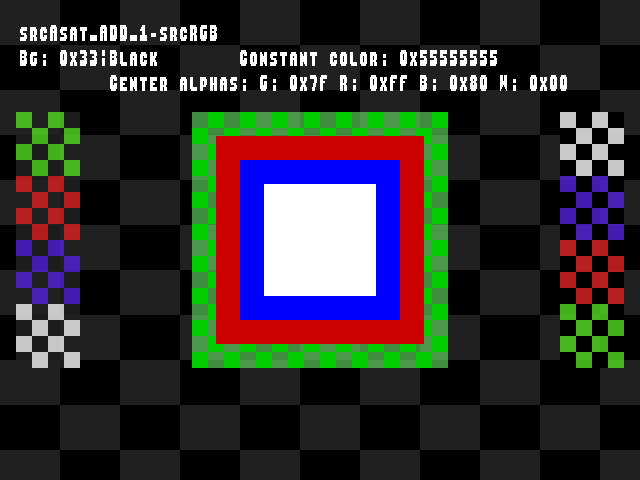 srcAsat_ADD_1-srcRGB
Bg: 0x33|Black Constant color: 0x55555555
Center alphas: G: 0x7f R: 0xff B: 0x80 W: 0x00